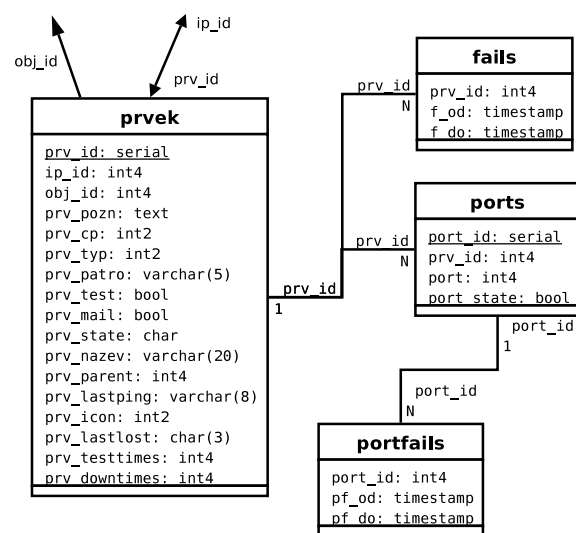 obj_id
ip_id
prv_id
prvek
prv_id: serial
ip_id: int4
obj_id: int4
prv_pozn: text
prv_cp: int2
prv_typ: int2
prv_patro: varchar(5)
prv_test: bool
prv_mail: bool
prv_state: char
prv_nazev: varchar(20)
prv_parent: int4
prv_lastping: varchar(8)
prv_icon: int2
prv_lastlost: char(3)
prv_testtimes: int4
prv_downtimes: int4
prv_id
1
prv_id
N
fails
prv_id: int4
f_od: timestamp
f_do: timestamp
prv_id
N
ports
port_id: serial
prv_id: int4
port: int4
port_state: bool
port_id
1
port_id
N
portfails
port_id: int4
pf_od: timestamp
pf_do: timestamp